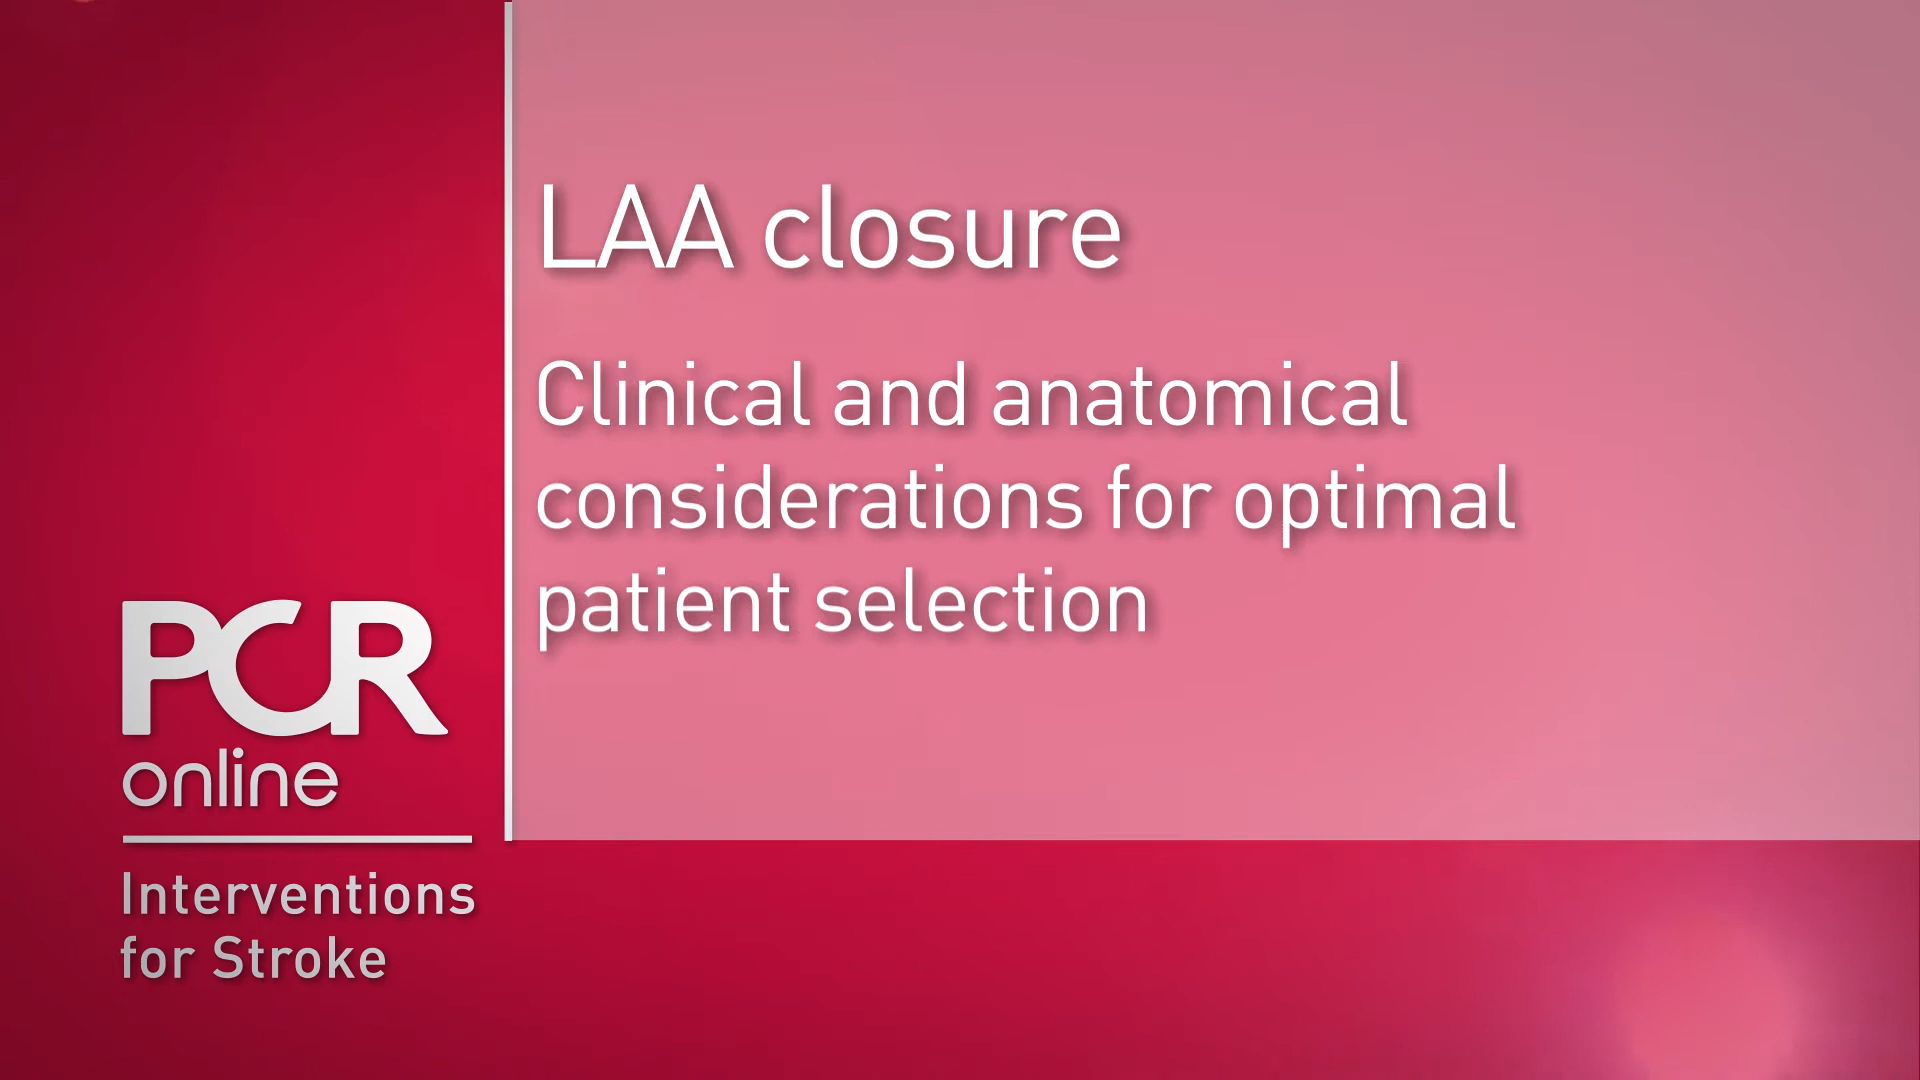 LAA closure
Clinical and anatomical
considerations for optimal
patient selection
PCR
online
Interventions
for Stroke